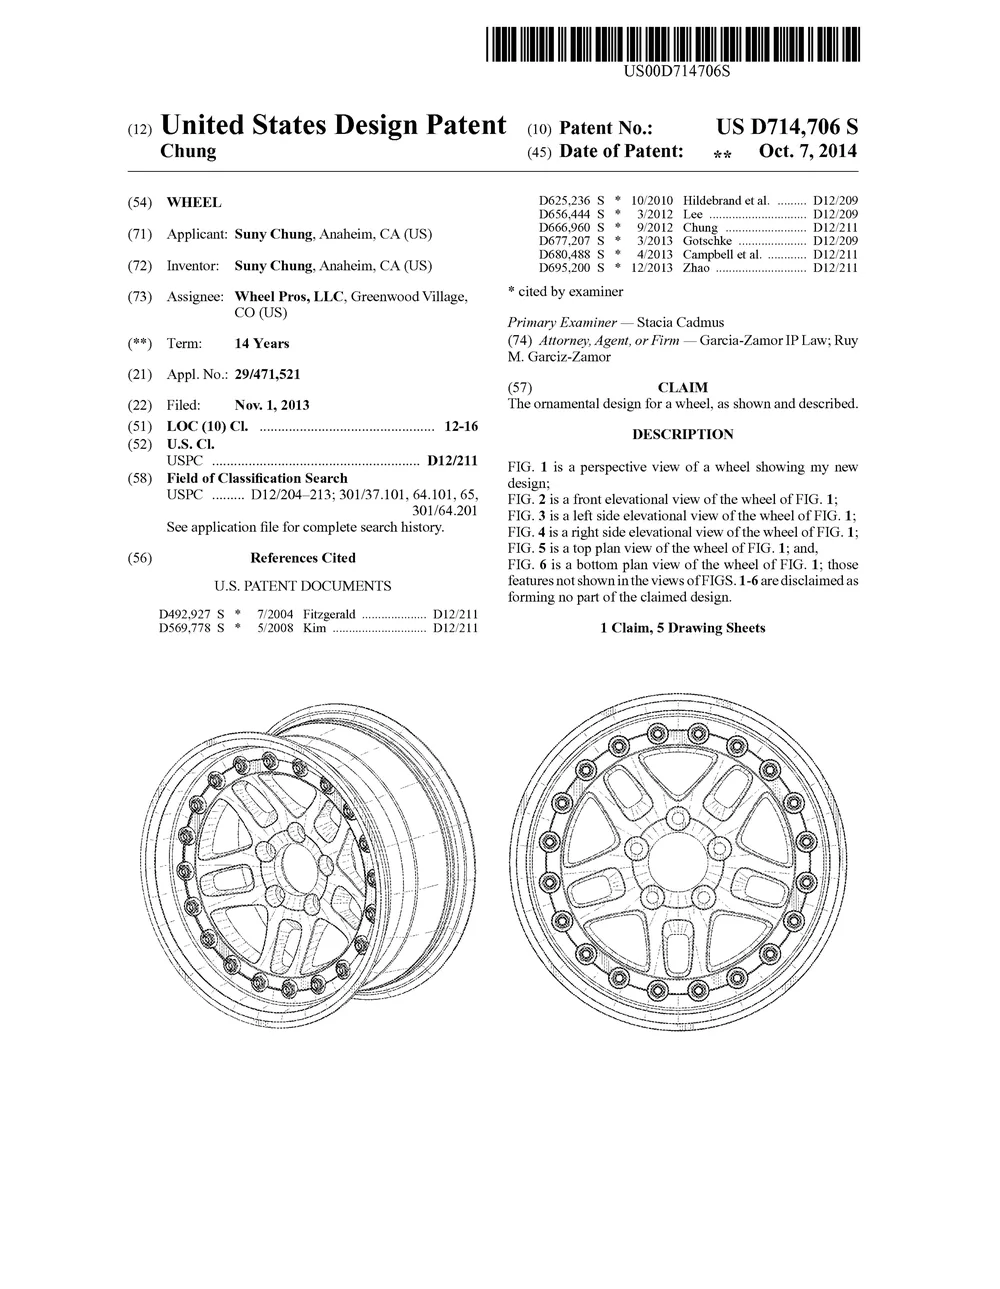 US00D714706S
(12) United States Design Patent
Chung
(10) Patent No.: US D714,706 S
(45) Date of Patent: ** Oct. 7, 2014
(54) WHEEL
(71) Applicant: Suny Chung, Anaheim, CA (US)
(72) Inventor: Suny Chung, Anaheim, CA (US)
(73) Assignee: Wheel Pros, LLC, Greenwood Village,
CO (US)
(**) Term: 14 Years
(21) Appl. No.: 29/471,521
(22) Filed: Nov. 1, 2013
(51) LOC (10) Cl. ................................................ 12-16
(52) U.S. Cl.
USPC ......................................................... D12/211
(58) Field of Classification Search
USPC ......... D12/204–213; 301/37.101, 64.101, 65,
301/64.201
See application file for complete search history.
(56) References Cited
U.S. PATENT DOCUMENTS
D492,927 S * 7/2004 Fitzgerald .................... D12/211
D569,778 S * 5/2008 Kim ............................. D12/211
D625,236 S * 10/2010 Hildebrand et al. ......... D12/209
D656,444 S * 3/2012 Lee .............................. D12/209
D666,960 S * 9/2012 Chung ......................... D12/211
D677,207 S * 3/2013 Gotschke ..................... D12/209
D680,488 S * 4/2013 Campbell et al. ............ D12/211
D695,200 S * 12/2013 Zhao ............................ D12/211
* cited by examiner
Primary Examiner — Stacia Cadmus
(74) Attorney, Agent, or Firm — Garcia-Zamor IP Law; Ruy
M. Garciz-Zamor
(57) CLAIM
The ornamental design for a wheel, as shown and described.
DESCRIPTION
FIG. 1 is a perspective view of a wheel showing my new
design;
FIG. 2 is a front elevational view of the wheel of FIG. 1;
FIG. 3 is a left side elevational view of the wheel of FIG. 1;
FIG. 4 is a right side elevational view of the wheel of FIG. 1;
FIG. 5 is a top plan view of the wheel of FIG. 1; and,
FIG. 6 is a bottom plan view of the wheel of FIG. 1; those
features not shown in the views of FIGS. 1-6 are disclaimed as
forming no part of the claimed design.
1 Claim, 5 Drawing Sheets